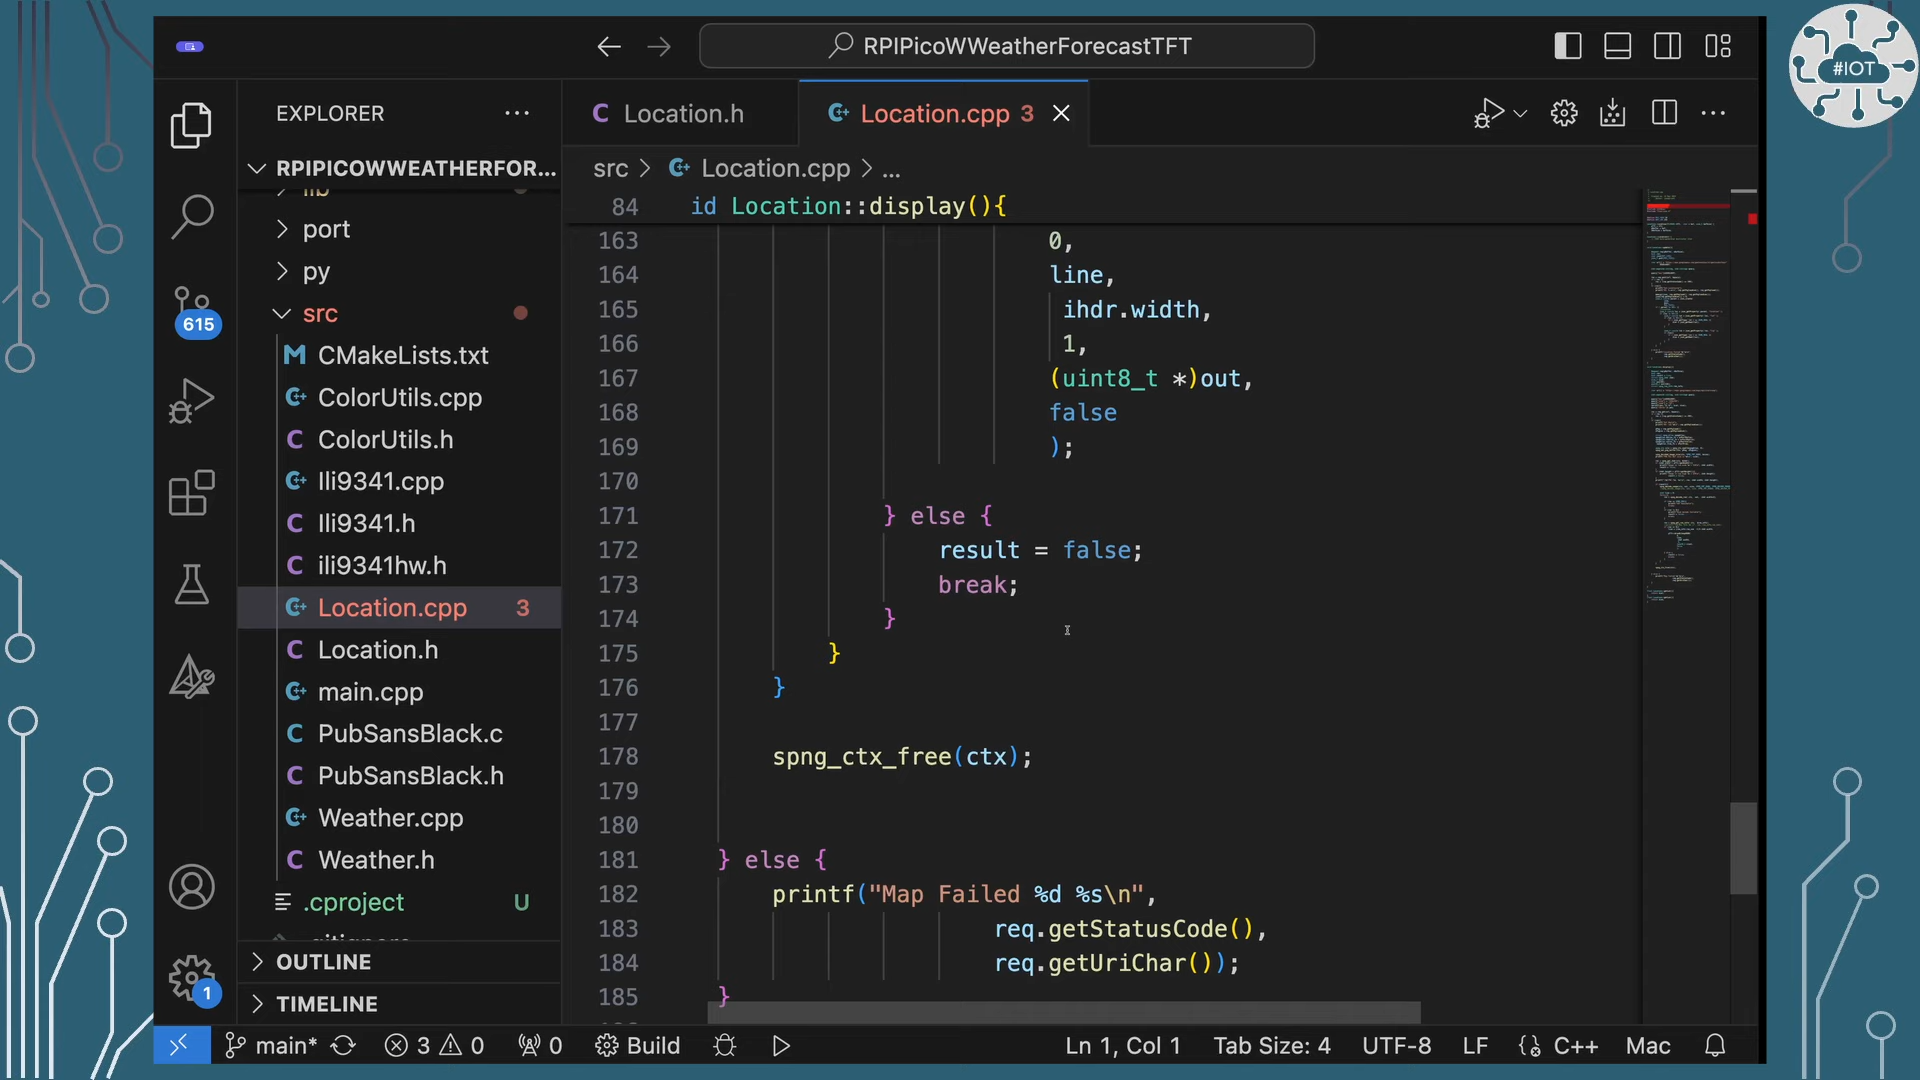 RPIPicoWWeatherForecastTFT
#IOT
EXPLORER
Location.h
Location.cpp 3
RPIPICOWWEATHERFOR...
src > Location.cpp > ...
lib
port
py
src
CMakeLists.txt
ColorUtils.cpp
ColorUtils.h
Ili9341.cpp
Ili9341.h
ili9341hw.h
Location.cpp 3
Location.h
main.cpp
PubSansBlack.c
PubSansBlack.h
Weather.cpp
Weather.h
.cproject U
.gitignore
OUTLINE
TIMELINE
615
1
84 id Location::display(){
163 0,
164 line,
165 ihdr.width,
166 1,
167 (uint8_t *)out,
168 false
169 );
170
171 } else {
172 result = false;
173 break;
174 }
175 }
176 }
177
178 spng_ctx_free(ctx);
179
180
181 } else {
182 printf("Map Failed %d %s\n",
183 req.getStatusCode(),
184 req.getUriChar());
185 }
main* 3 0 0 Build Ln 1, Col 1 Tab Size: 4 UTF-8 LF C++ Mac